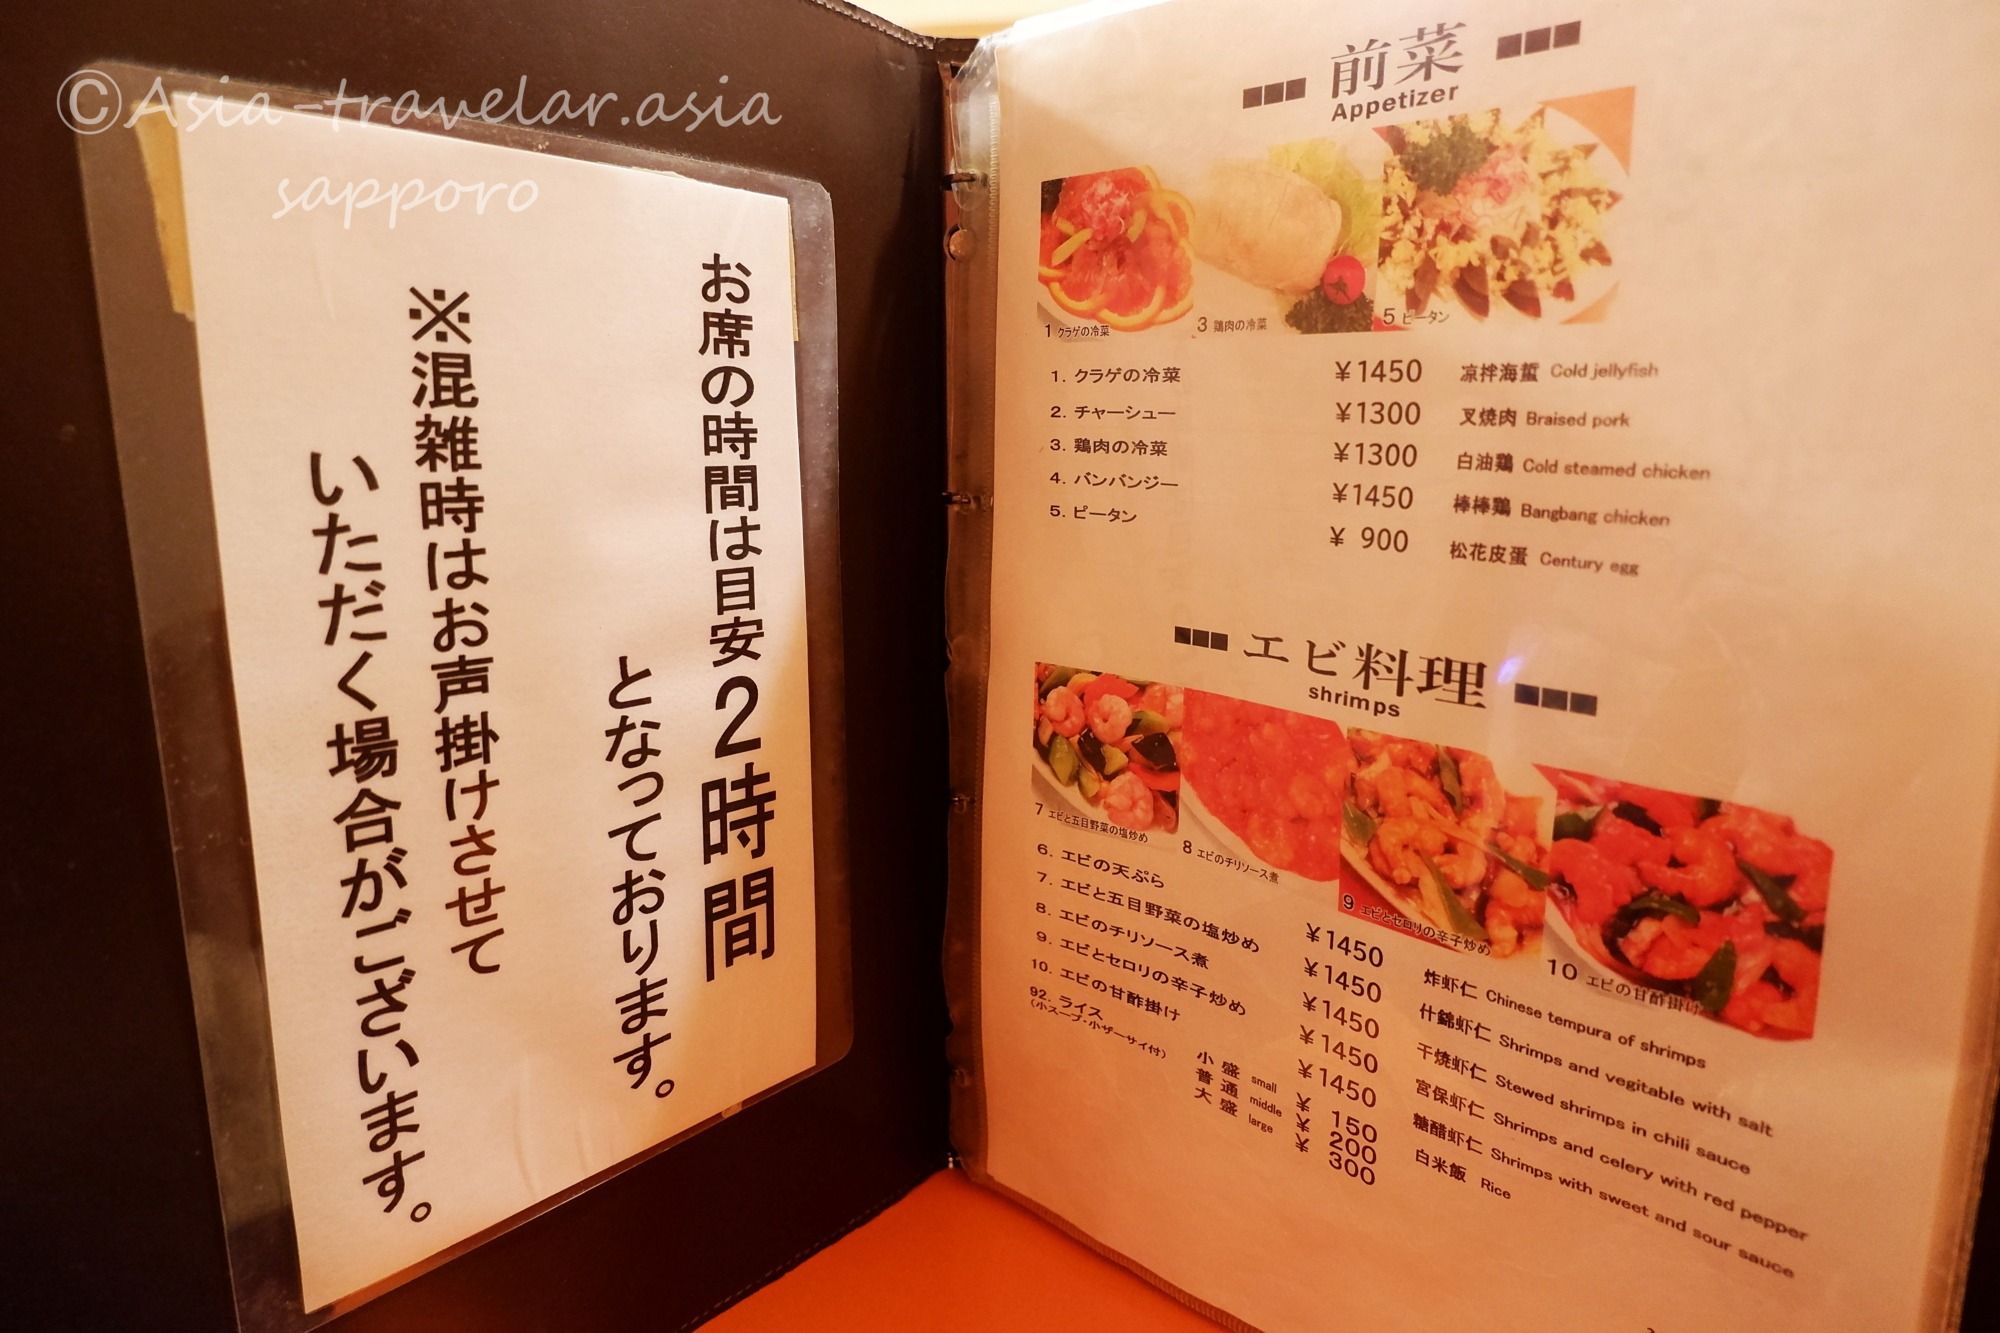 ©Asia-travelar.asia
sapporo
お席の時間は目安2時間
となっております。
※混雑時はお声掛けさせて
いただく場合がございます。
前菜
Appetizer
1 クラゲの冷菜
3 鶏肉の冷菜
5 ピータン
1. クラゲの冷菜 ¥1450 凉拌海蜇 Cold jellyfish
2. チャーシュー ¥1300 叉焼肉 Braised pork
3. 鶏肉の冷菜 ¥1300 白油鶏 Cold steamed chicken
4. バンバンジー ¥1450 棒棒鶏 Bangbang chicken
5. ピータン ¥ 900 松花皮蛋 Century egg
エビ料理
shrimps
7 エビと五目野菜の塩炒め
8 エビのチリソース煮
9 エビとセロリの辛子炒め
10 エビの甘酢掛け
6. エビの天ぷら ¥1450 炸虾仁 Chinese tempura of shrimps
7. エビと五目野菜の塩炒め ¥1450 什錦虾仁 Shrimps and vegitable with salt
8. エビのチリソース煮 ¥1450 干焼虾仁 Stewed shrimps in chili sauce
9. エビとセロリの辛子炒め ¥1450 宮保虾仁 Shrimps and celery with red pepper
10. エビの甘酢掛け ¥1450 糖醋虾仁 Shrimps with sweet and sour sauce
92. ライス 小盛 small ¥ 150 白米飯 Rice
(小スープ・小ザーサイ付) 普通 middle ¥ 200
大盛 large ¥ 300